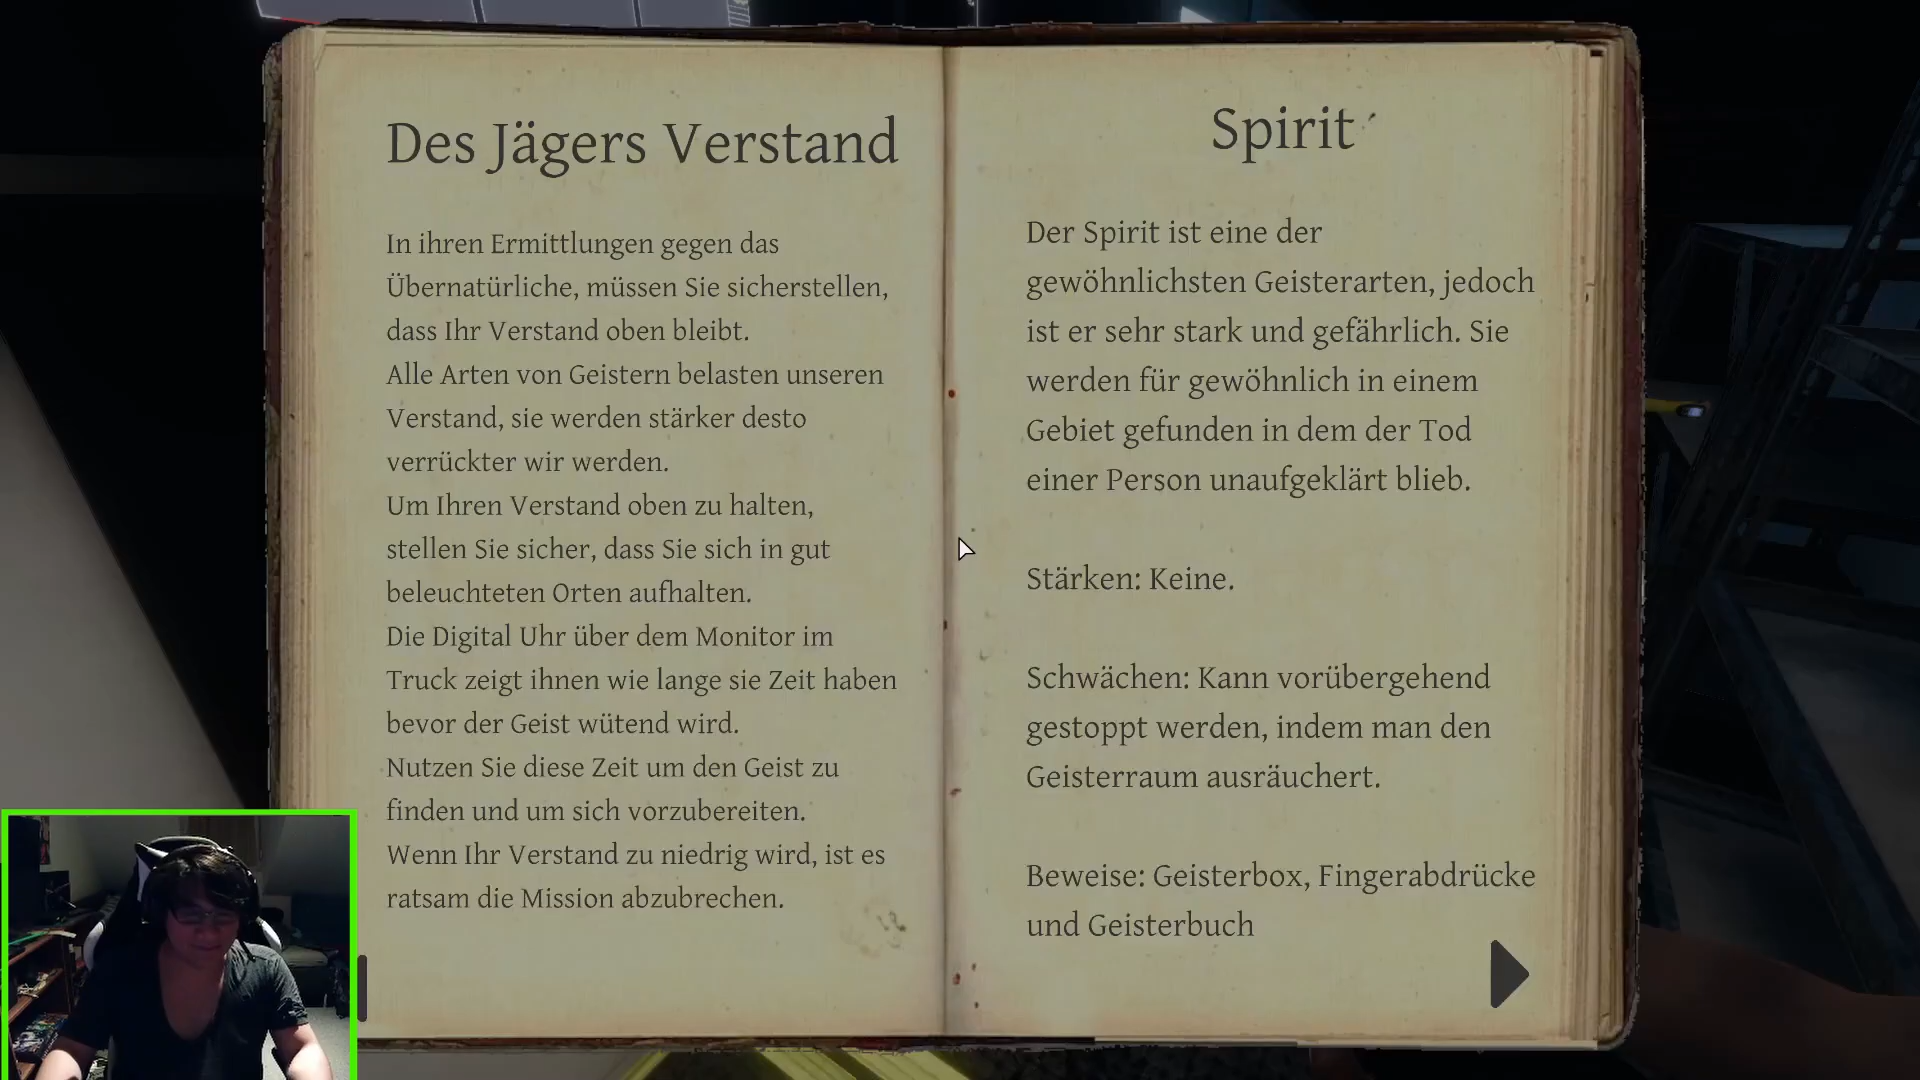 Des Jägers Verstand
In ihren Ermittlungen gegen das
Übernatürliche, müssen Sie sicherstellen,
dass Ihr Verstand oben bleibt.
Alle Arten von Geistern belasten unseren
Verstand, sie werden stärker desto
verrückter wir werden.
Um Ihren Verstand oben zu halten,
stellen Sie sicher, dass Sie sich in gut
beleuchteten Orten aufhalten.
Die Digital Uhr über dem Monitor im
Truck zeigt ihnen wie lange sie Zeit haben
bevor der Geist wütend wird.
Nutzen Sie diese Zeit um den Geist zu
finden und um sich vorzubereiten.
Wenn Ihr Verstand zu niedrig wird, ist es
ratsam die Mission abzubrechen.
Spirit
Der Spirit ist eine der
gewöhnlichsten Geisterarten, jedoch
ist er sehr stark und gefährlich. Sie
werden für gewöhnlich in einem
Gebiet gefunden in dem der Tod
einer Person unaufgeklärt blieb.
Stärken: Keine.
Schwächen: Kann vorübergehend
gestoppt werden, indem man den
Geisterraum ausräuchert.
Beweise: Geisterbox, Fingerabdrücke
und Geisterbuch